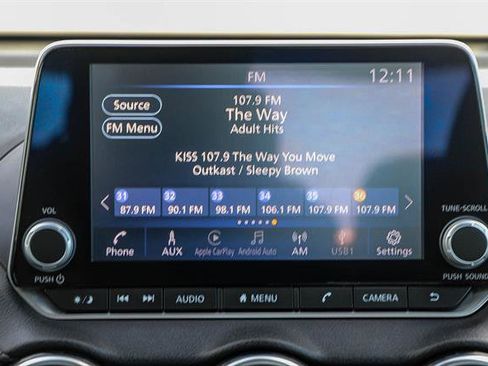 FM 12:11
Source
FM Menu
107.9 FM
The Way
Adult Hits
KISS 107.9 The Way You Move
Outkast / Sleepy Brown
31 32 33 34 35 36
87.9 FM 90.1 FM 98.1 FM 106.1 FM 107.9 FM 107.9 FM
VOL
TUNE-SCROLL
Phone AUX Apple CarPlay Android Auto AM USB1 Settings
PUSH
PUSH SOUND
AUDIO MENU CAMERA